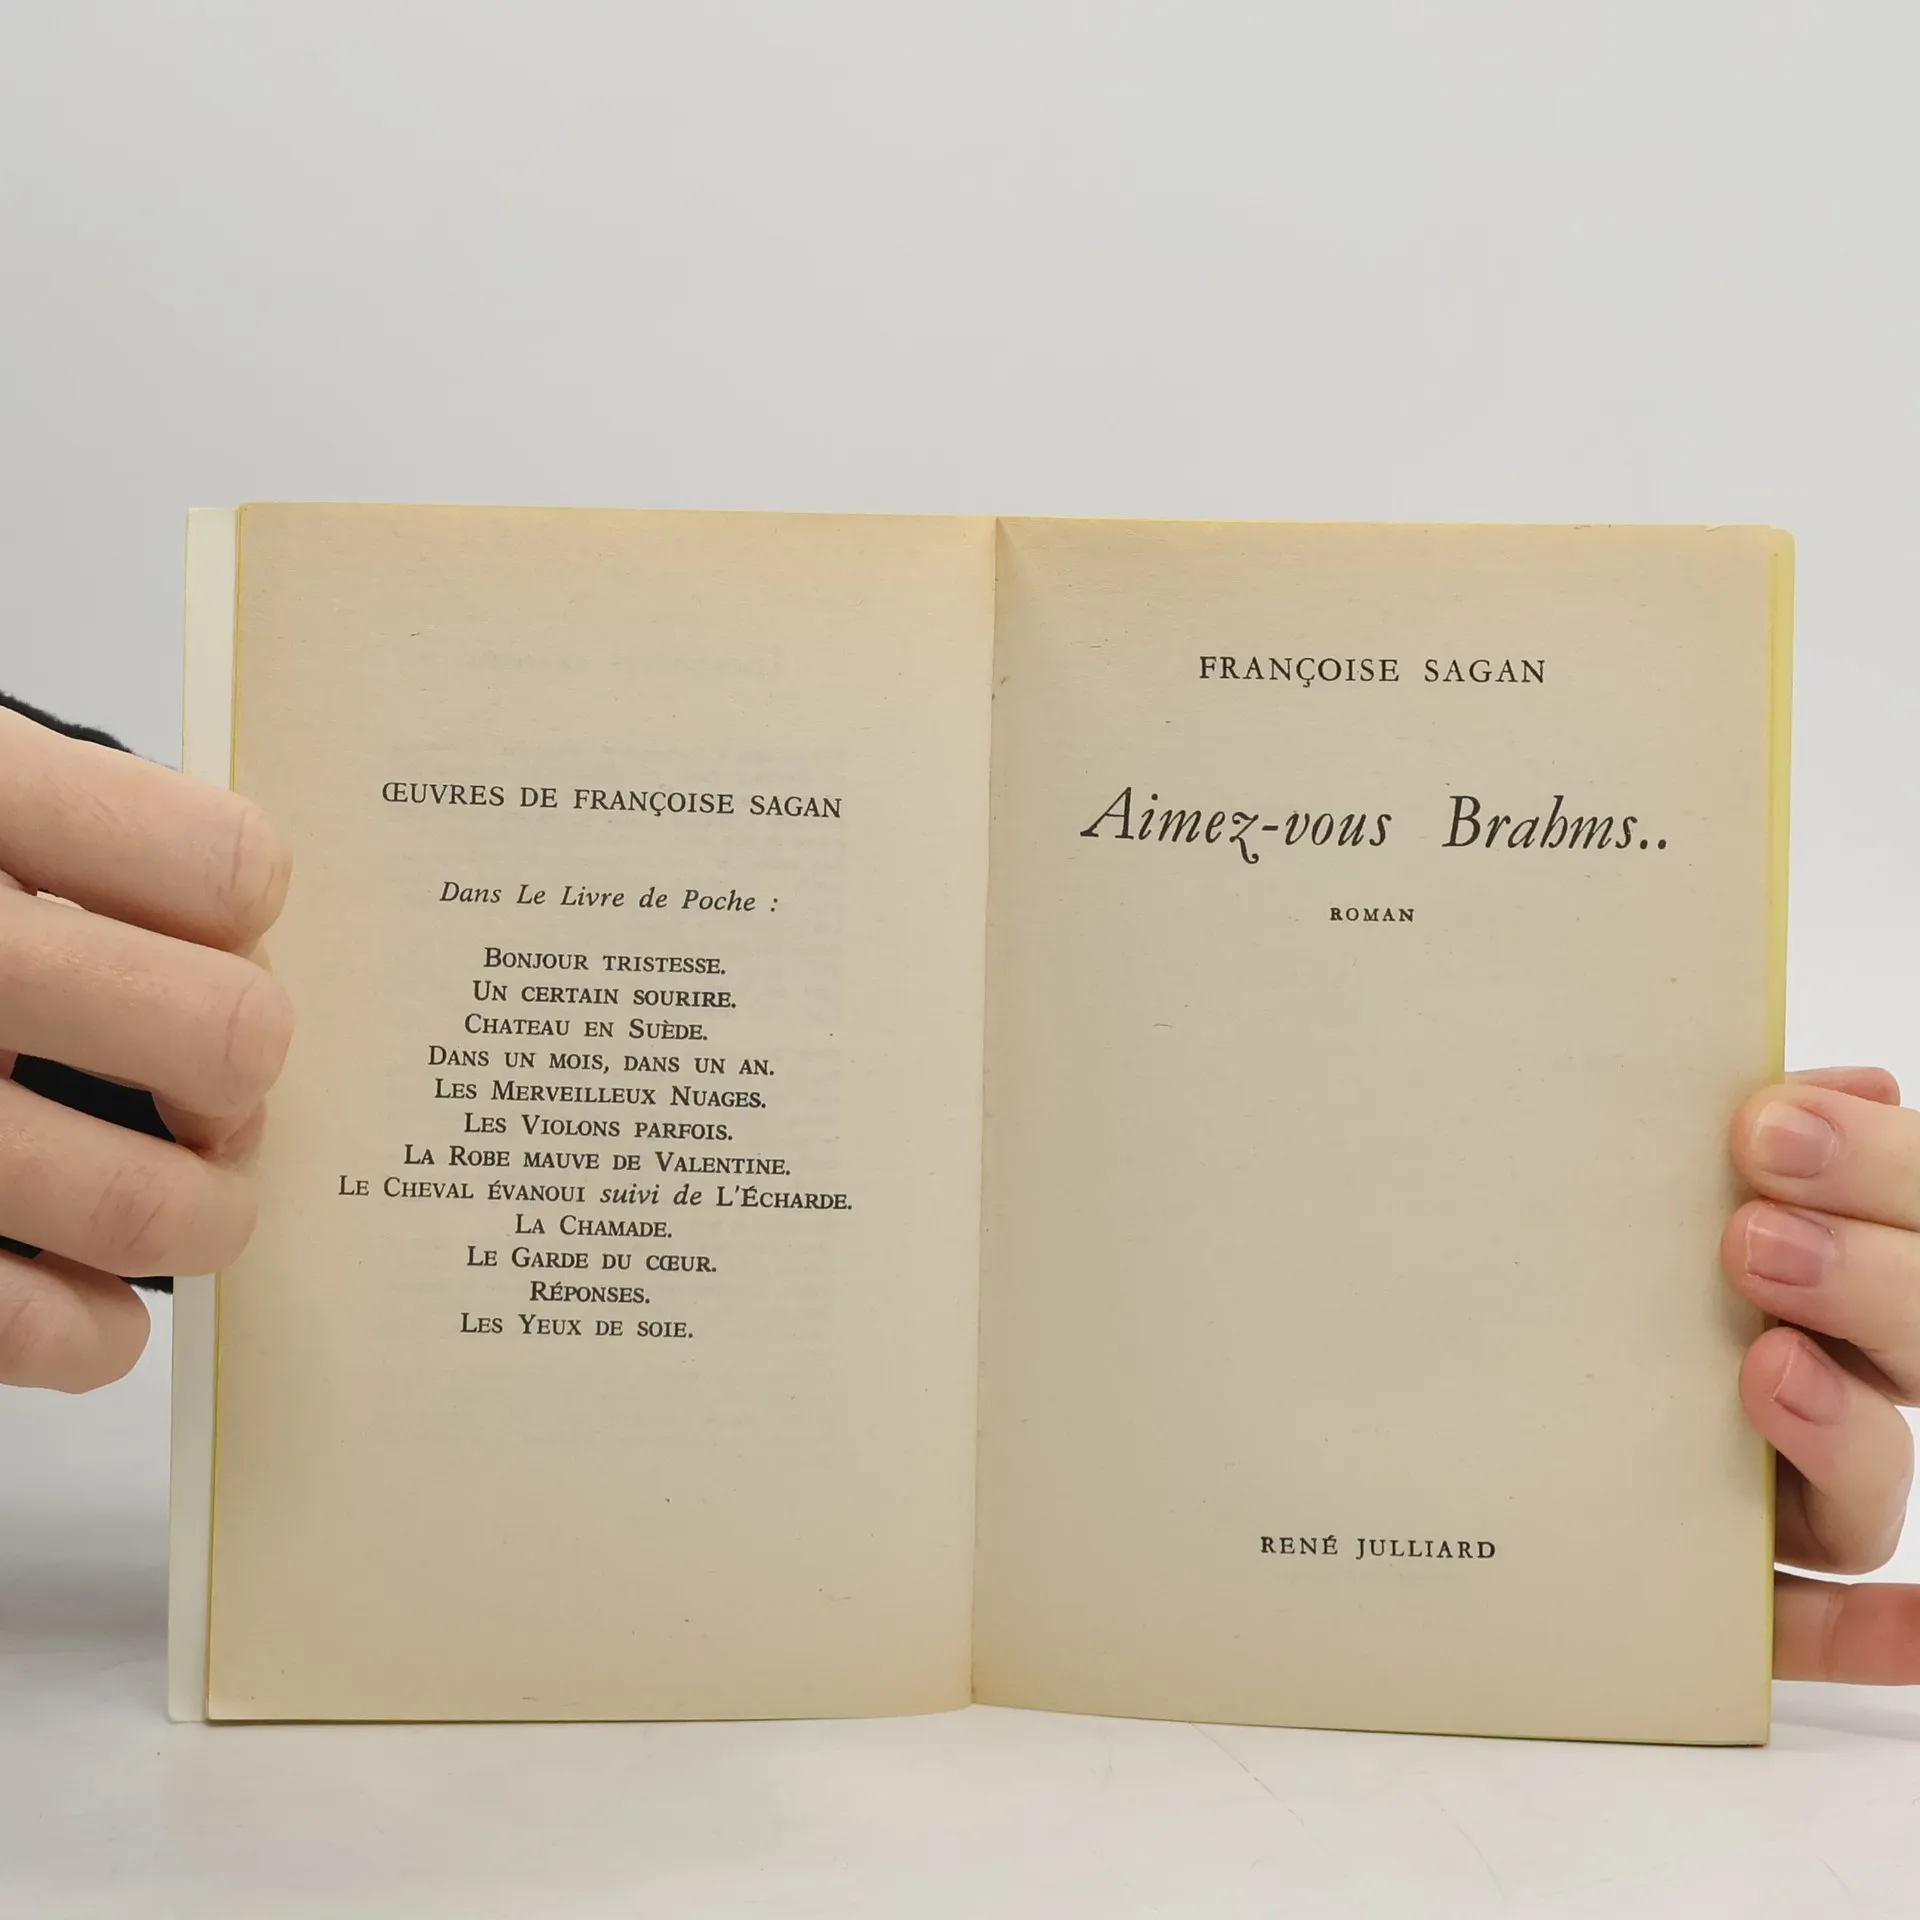 ŒUVRES DE FRANÇOISE SAGAN
Dans Le Livre de Poche :
BONJOUR TRISTESSE.
UN CERTAIN SOURIRE.
CHATEAU EN SUÈDE.
DANS UN MOIS, DANS UN AN.
LES MERVEILLEUX NUAGES.
LES VIOLONS PARFOIS.
LA ROBE MAUVE DE VALENTINE.
LE CHEVAL ÉVANOUI suivi de L'ÉCHARDE.
LA CHAMADE.
LE GARDE DU CŒUR.
RÉPONSES.
LES YEUX DE SOIE.
FRANÇOISE SAGAN
Aimez-vous Brahms..
ROMAN
RENÉ JULLIARD